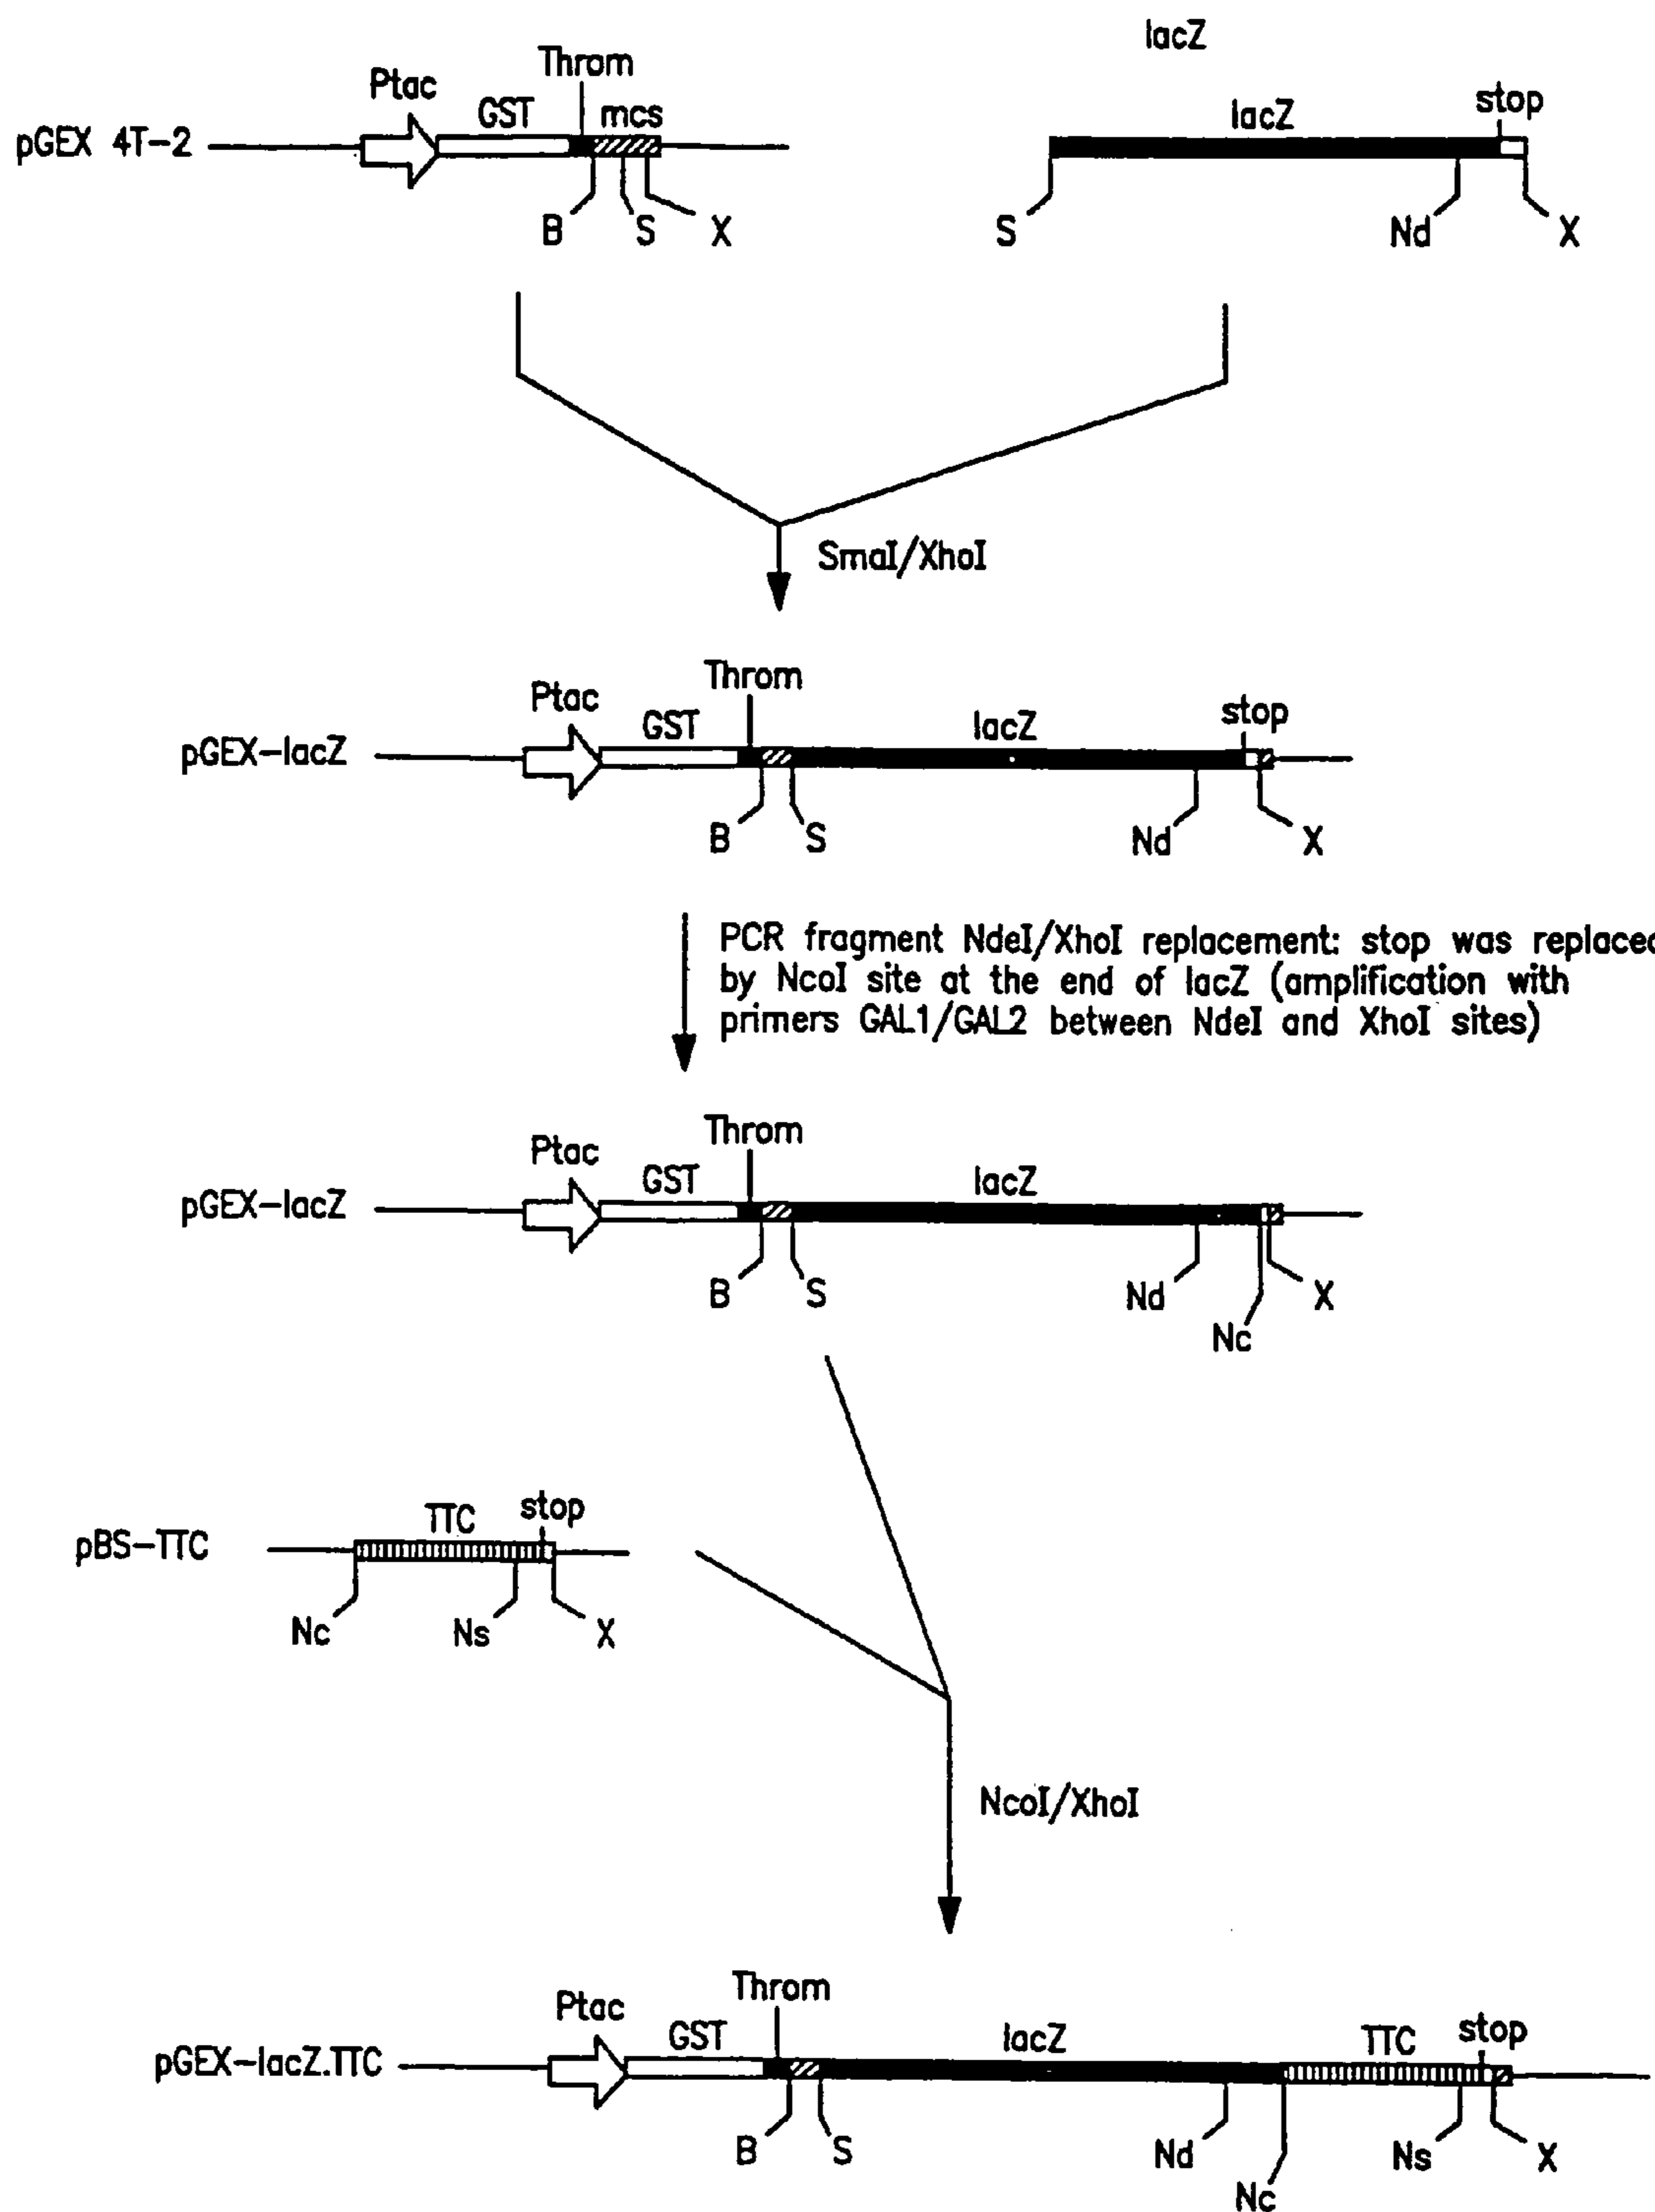 lacZ
Throm
Ptac
GST
mcs
pGEX 4T-2
lacZ
stop
B
S
X
S
Nd
X
SmaI/XhoI
Throm
Ptac
GST
lacZ
stop
pGEX-lacZ
B
S
Nd
X
PCR fragment NdeI/XhoI replacement: stop was replaced
by NcoI site at the end of lacZ (amplification with
primers GAL1/GAL2 between NdeI and XhoI sites)
Throm
Ptac
GST
lacZ
pGEX-lacZ
B
S
Nd
X
Nc
TTC
stop
pBS-TTC
Nc
Ns
X
NcoI/XhoI
Throm
Ptac
GST
lacZ
TTC
stop
pGEX-lacZ.TTC
B
S
Nd
Ns
X
Nc